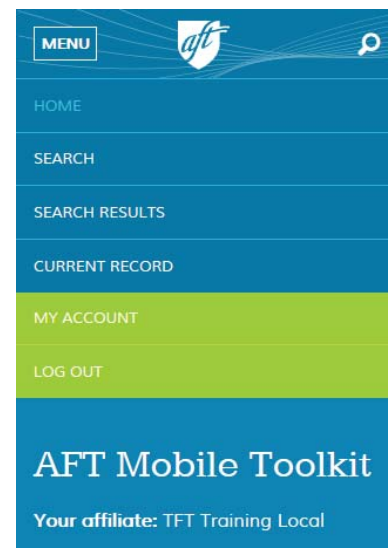 MENU
aft
HOME
SEARCH
SEARCH RESULTS
CURRENT RECORD
MY ACCOUNT
LOG OUT
AFT Mobile Toolkit
Your affiliate: TFT Training Local